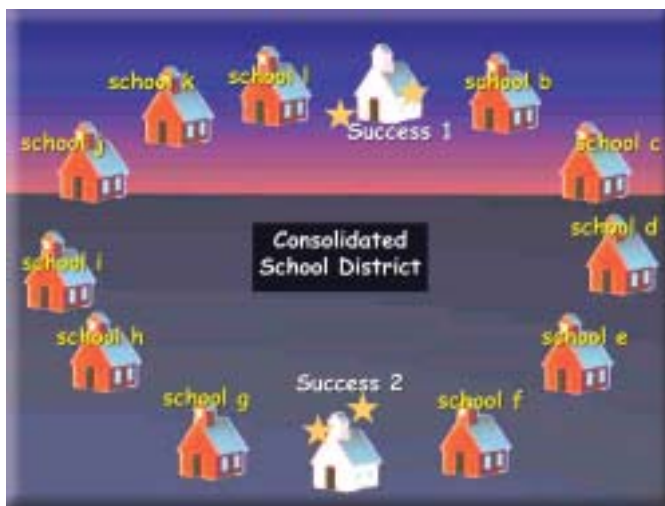 school k
school l
school b
Success 1
school j
school c
school d
Consolidated
School District
school i
school h
school e
Success 2
school g
school f